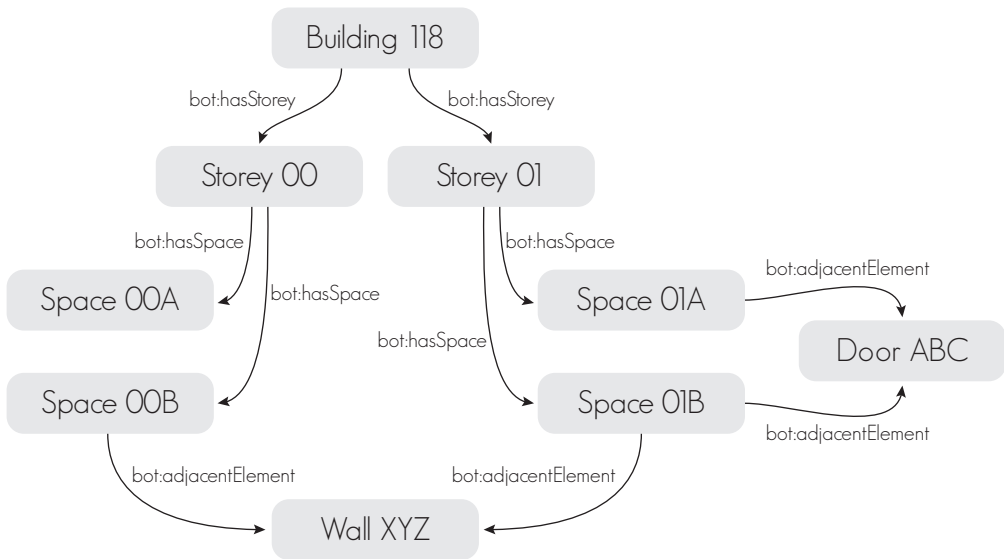 Building 118
bot:hasStorey
bot:hasStorey
Storey 00
Storey 01
bot:hasSpace
bot:hasSpace
bot:adjacentElement
Space 00A
bot:hasSpace
Space 01A
bot:hasSpace
Door ABC
Space 00B
Space 01B
bot:adjacentElement
bot:adjacentElement
bot:adjacentElement
Wall XYZ